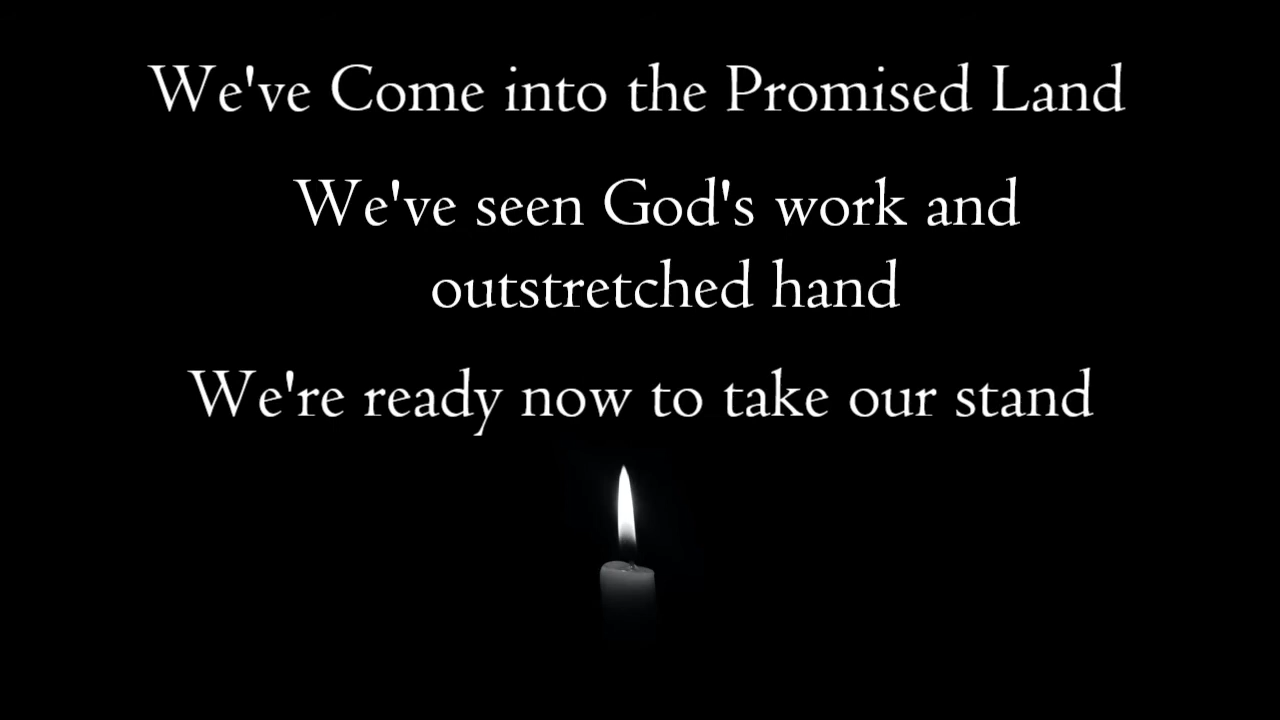 We've Come into the Promised Land
We've seen God's work and
outstretched hand
We're ready now to take our stand